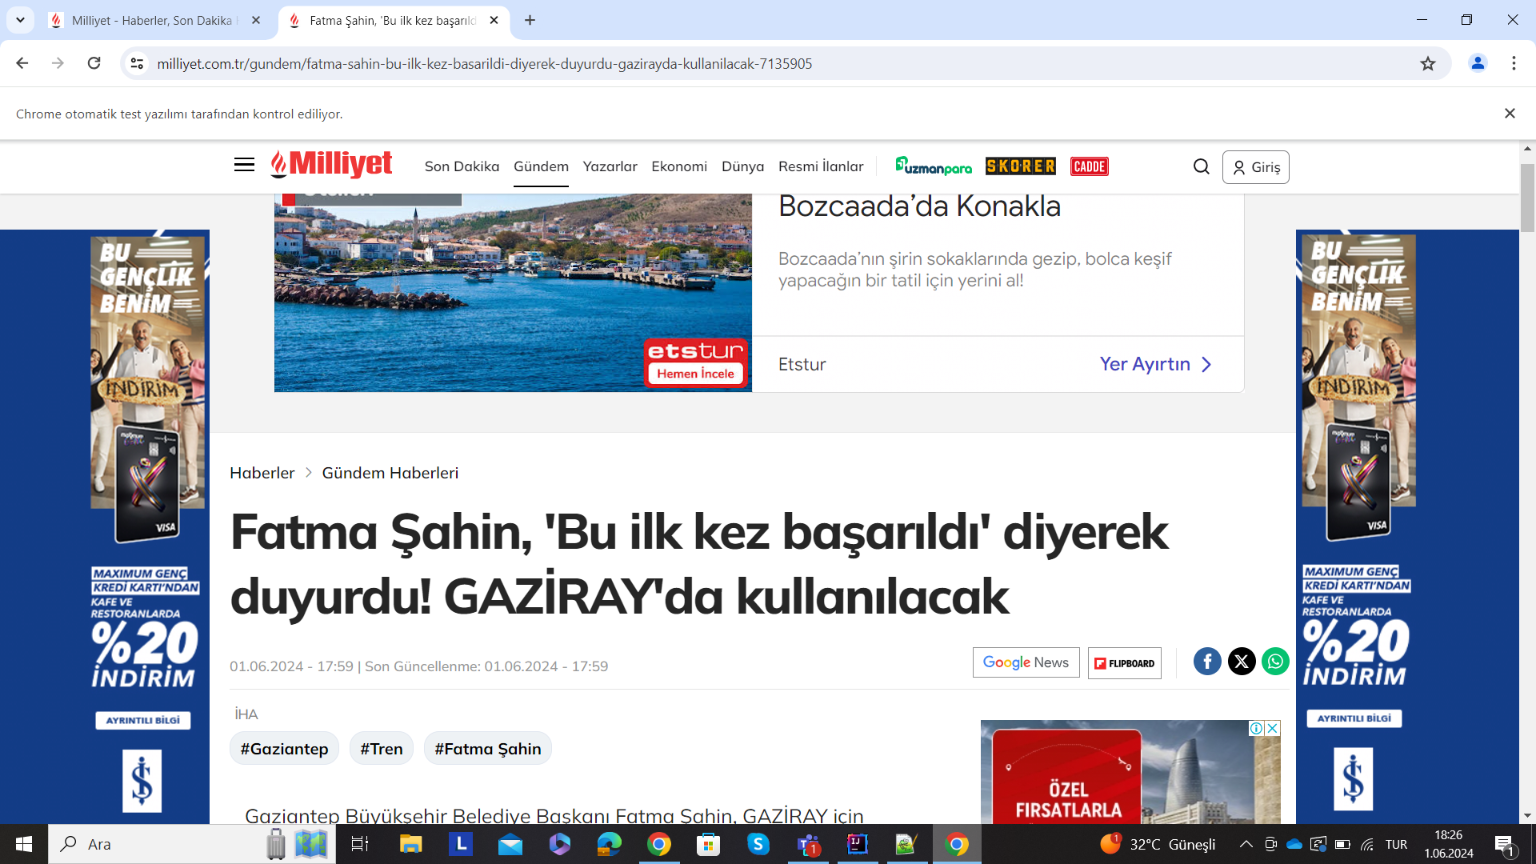 Milliyet - Haberler, Son Dakika
Fatma Şahin, 'Bu ilk kez başarıld
milliyet.com.tr/gundem/fatma-sahin-bu-ilk-kez-basarildi-diyerek-duyurdu-gazirayda-kullanilacak-7135905
Chrome otomatik test yazılımı tarafından kontrol ediliyor.
Milliyet
Son Dakika
Gündem
Yazarlar
Ekonomi
Dünya
Resmi İlanlar
uzmanpara
SKORER
CADDE
Giriş
Bozcaada'da Konakla
Bozcaada'nın şirin sokaklarında gezip, bolca keşif
yapacağın bir tatil için yerini al!
etstur
Hemen İncele
Etstur
Yer Ayırtın
BU
GENÇLİK
BENİM
İNDİRİM
VISA
MAXIMUM GENÇ
KREDİ KARTI'NDAN
KAFE VE
RESTORANLARDA
%20
İNDİRİM
AYRINTILI BİLGİ
Haberler > Gündem Haberleri
Fatma Şahin, 'Bu ilk kez başarıldı' diyerek
duyurdu! GAZİRAY'da kullanılacak
01.06.2024 - 17:59 | Son Güncellenme: 01.06.2024 - 17:59
Google News
FLIPBOARD
İHA
#Gaziantep
#Tren
#Fatma Şahin
Gaziantep Büyükşehir Belediye Başkanı Fatma Şahin, GAZİRAY için
ÖZEL
FIRSATLARLA
BU
GENÇLİK
BENİM
İNDİRİM
VISA
MAXIMUM GENÇ
KREDİ KARTI'NDAN
KAFE VE
RESTORANLARDA
%20
İNDİRİM
AYRINTILI BİLGİ
Ara
32°C Güneşli
TUR
18:26
1.06.2024